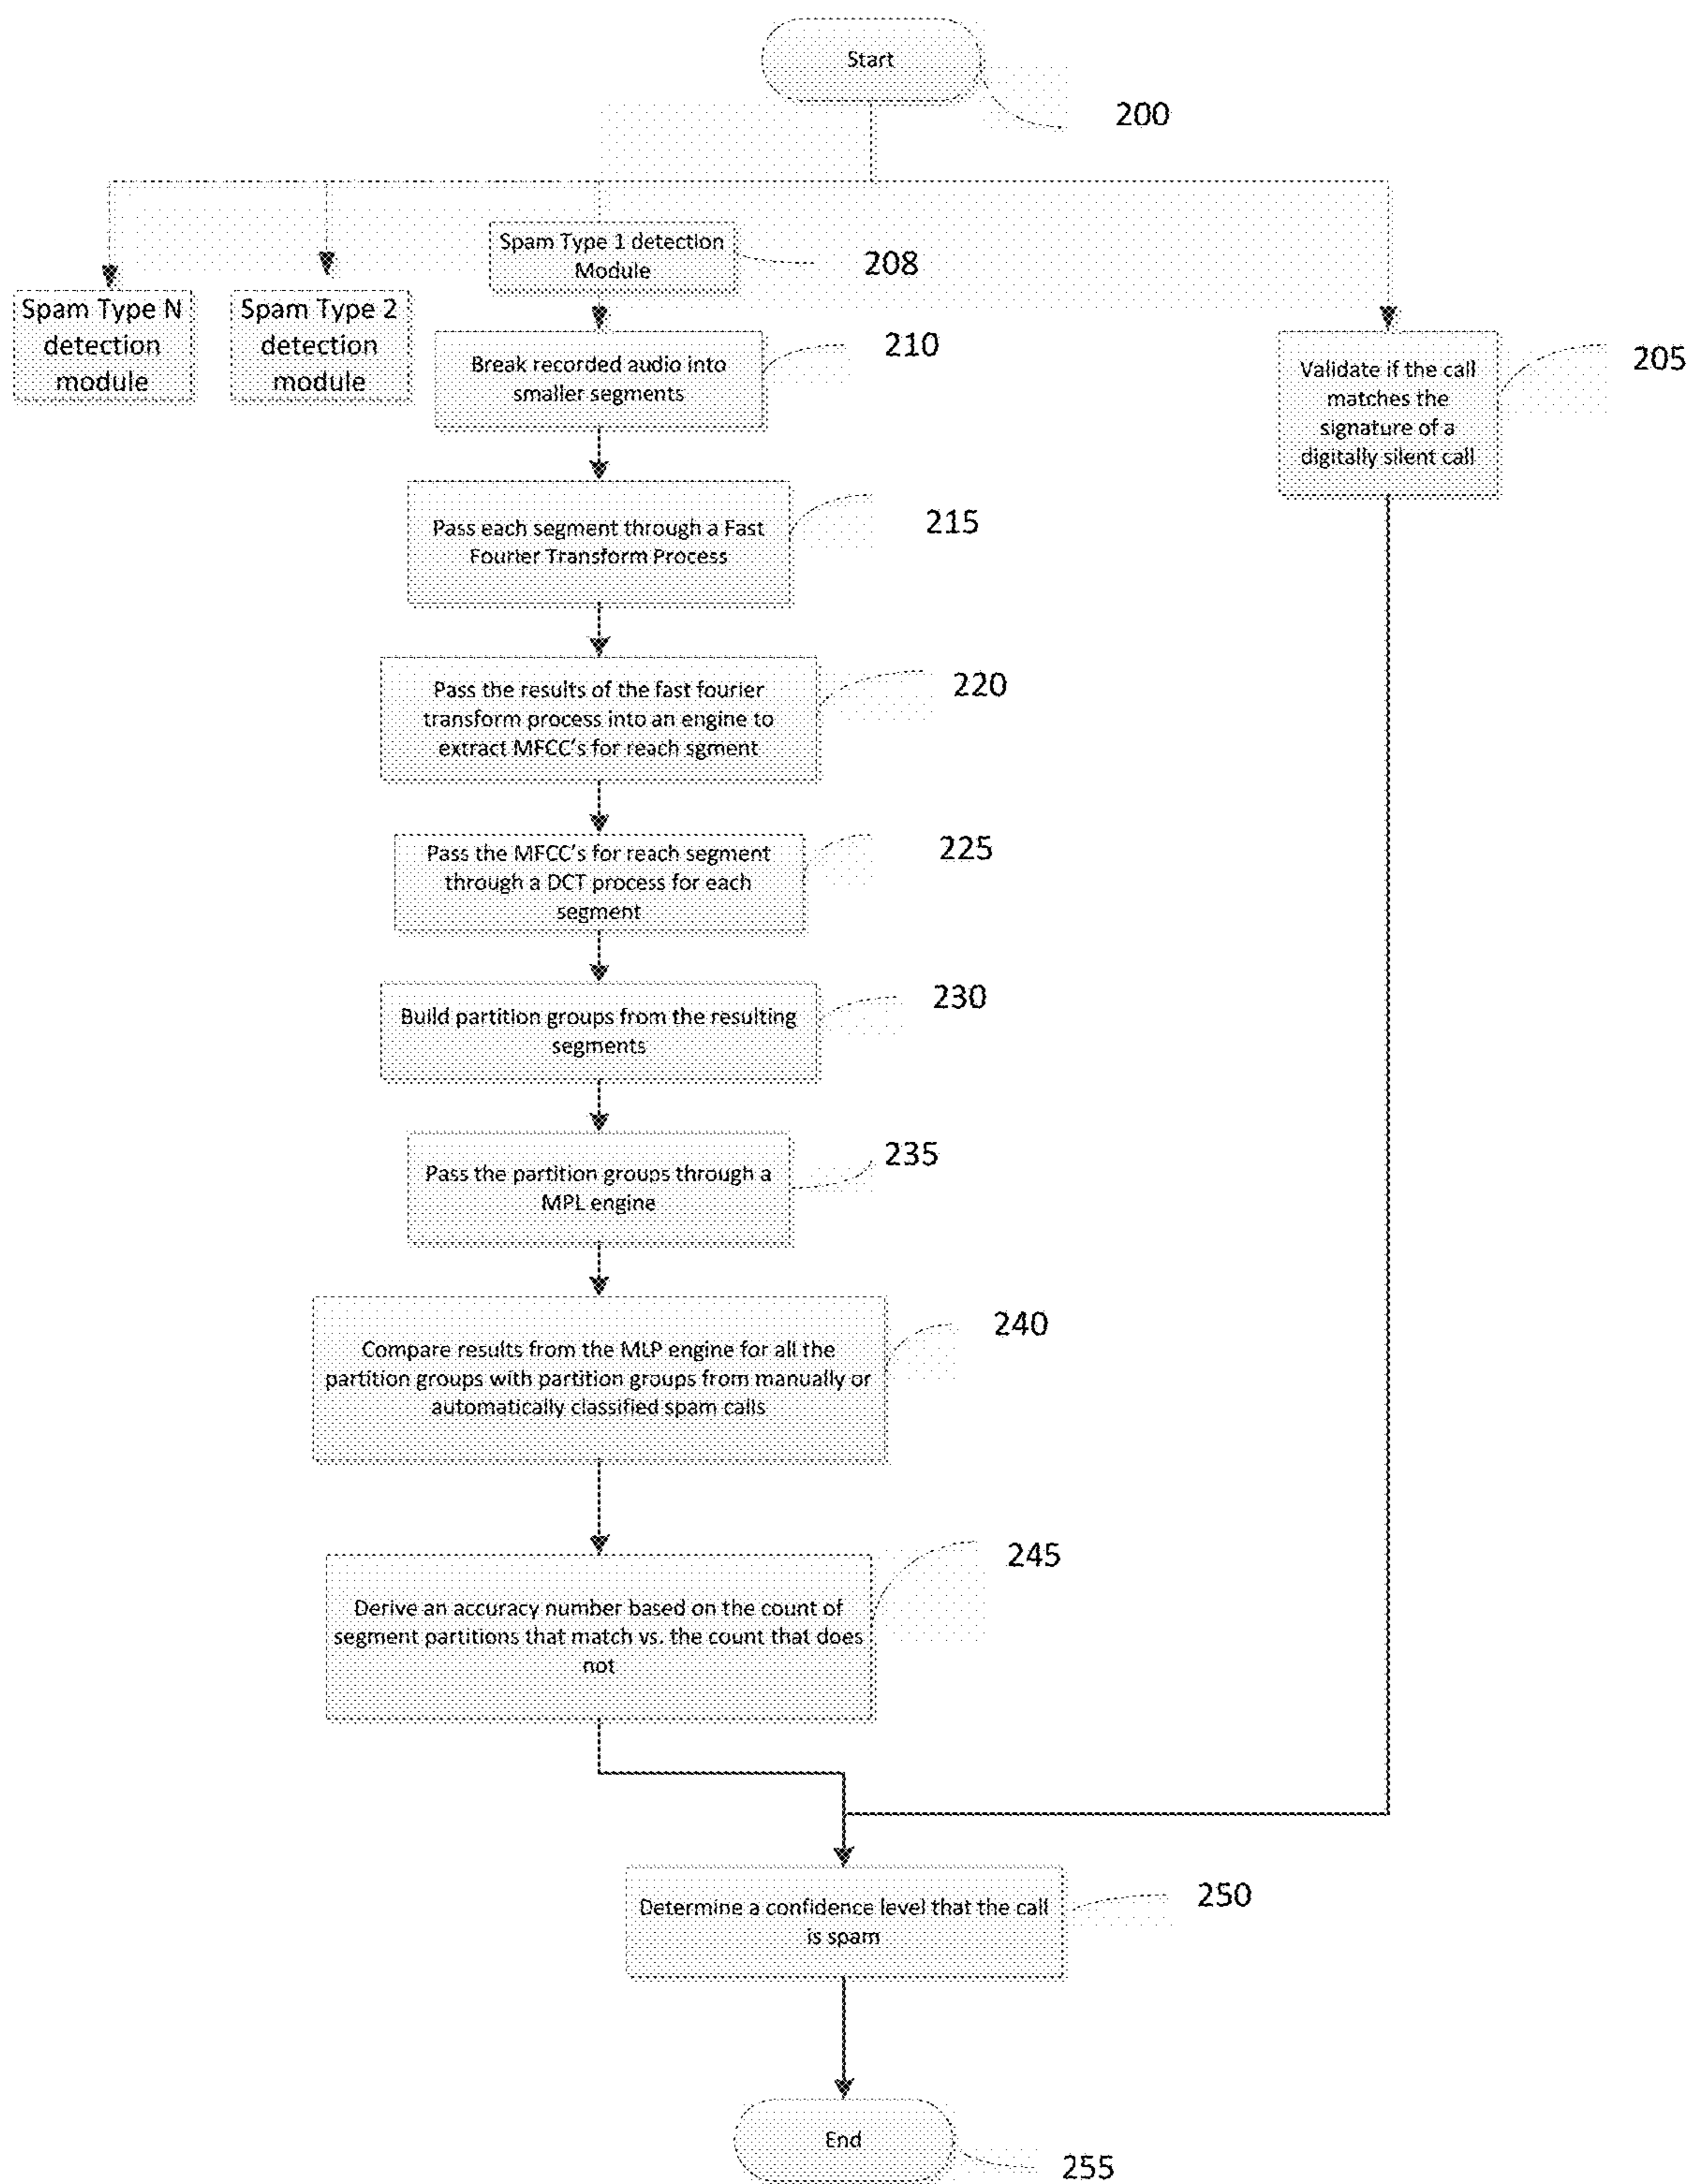 Start
200
Spam Type 1 detection
Module
208
Spam Type N
detection
module
Spam Type 2
detection
module
Break recorded audio into
smaller segments
210
Validate if the call
matches the
signature of a
digitally silent call
205
Pass each segment through a Fast
Fourier Transform Process
215
Pass the results of the fast fourier
transform process into an engine to
extract MFCC's for reach sgment
220
Pass the MFCC's for reach segment
through a DCT process for each
segment
225
Build partition groups from the resulting
segments
230
Pass the partition groups through a
MPL engine
235
Compare results from the MLP engine for all the
partition groups with partition groups from manually or
automatically classified spam calls
240
Derive an accuracy number based on the count of
segment partitions that match vs. the count that does
not
245
Determine a confidence level that the call
is spam
250
End
255